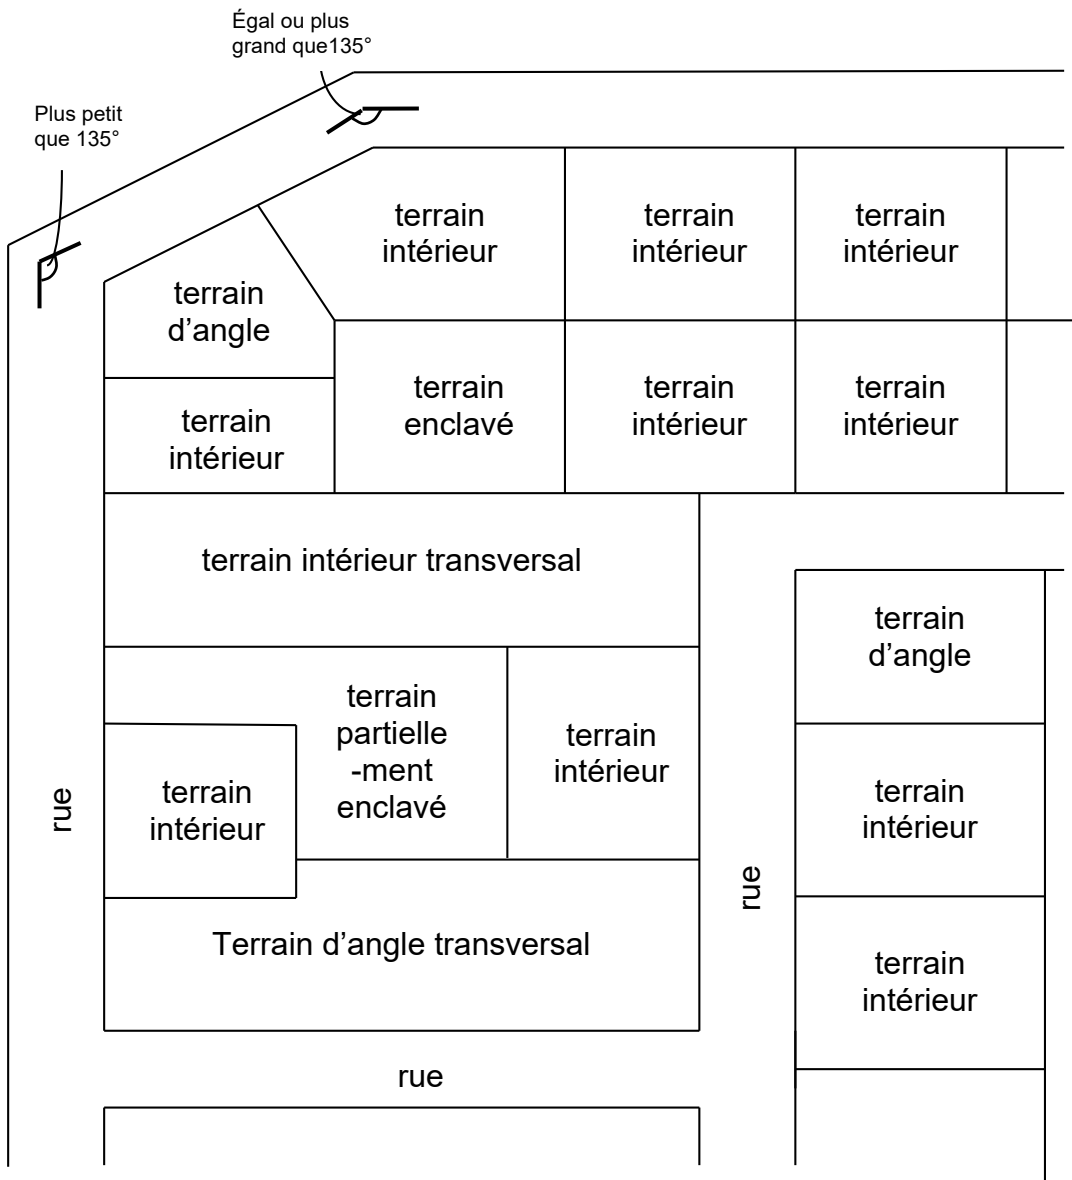 Égal ou plus
grand que135°
Plus petit
que 135°
terrain
intérieur
terrain
intérieur
terrain
intérieur
terrain
d’angle
terrain
enclavé
terrain
intérieur
terrain
intérieur
terrain
intérieur
terrain intérieur transversal
terrain
d’angle
terrain
partielle
-ment
enclavé
terrain
intérieur
terrain
intérieur
terrain
intérieur
rue
rue
Terrain d’angle transversal
terrain
intérieur
rue